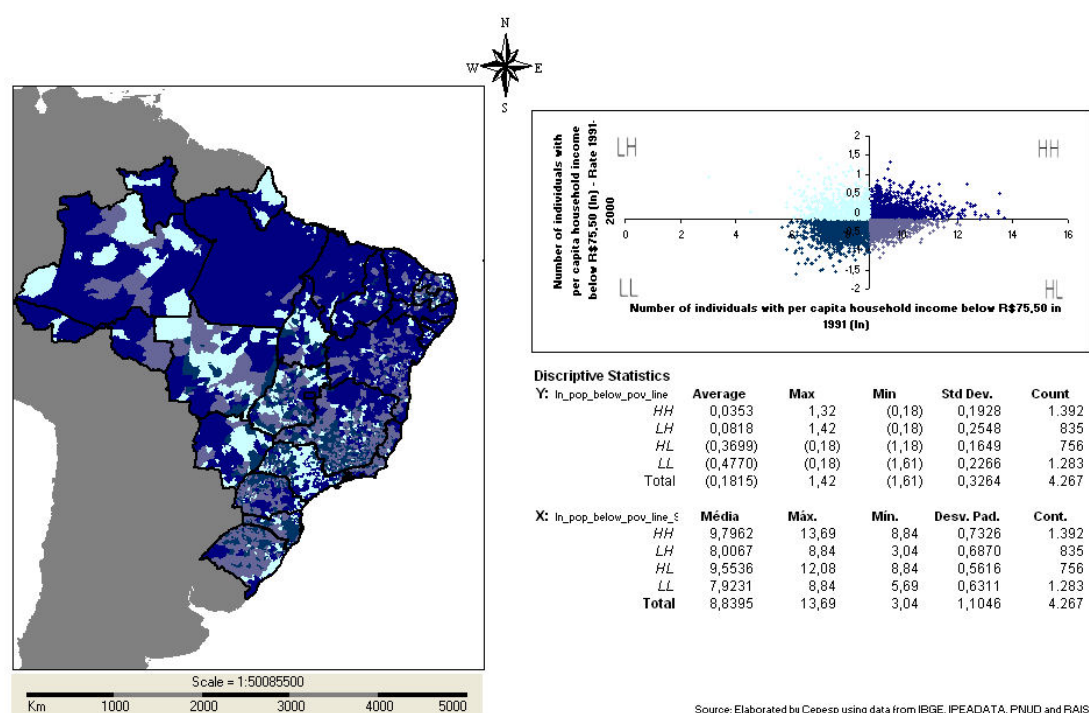 N
W E
S
Number of individuals with
per capita household income
below R$75,50 (ln) - Rate 1991-
2000
LH
HH
LL
HL
2
1,5
1
0,5
0
-0,5
-1
-1,5
-2
0 2 4 6 8 10 12 14 16
Number of individuals with per capita household income below R$75,50 in
1991 (ln)
Discriptive Statistics
Y: ln_pop_below_pov_line Average Max Min Std Dev. Count
HH 0,0353 1,32 (0,18) 0,1928 1.392
LH 0,0818 1,42 (0,18) 0,2548 835
HL (0,3699) (0,18) (1,18) 0,1649 756
LL (0,4770) (0,18) (1,61) 0,2266 1.283
Total (0,1815) 1,42 (1,61) 0,3264 4.267
X: ln_pop_below_pov_line_S Média Máx. Mín. Desv. Pad. Cont.
HH 9,7962 13,69 8,84 0,7326 1.392
LH 8,0067 8,84 3,04 0,6870 835
HL 9,5536 12,08 8,84 0,5616 756
LL 7,9231 8,84 5,69 0,6311 1.283
Total 8,8395 13,69 3,04 1,1046 4.267
Scale = 1:50085500
Km 1000 2000 3000 4000 5000
Source: Elaborated by Cepesp using data from IBGE, IPEADATA, PNUD and RAIS